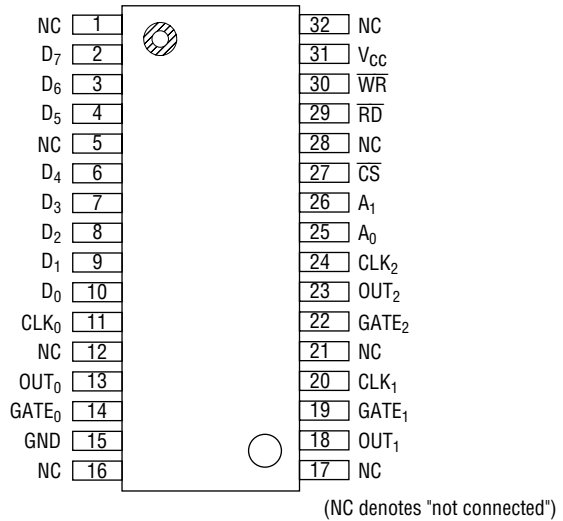 NC 1 32 NC
D7 2 31 VCC
D6 3 30 W̅R̅
D5 4 29 R̅D̅
NC 5 28 NC
D4 6 27 C̅S̅
D3 7 26 A1
D2 8 25 A0
D1 9 24 CLK2
D0 10 23 OUT2
CLK0 11 22 GATE2
NC 12 21 NC
OUT0 13 20 CLK1
GATE0 14 19 GATE1
GND 15 18 OUT1
NC 16 17 NC
(NC denotes "not connected")